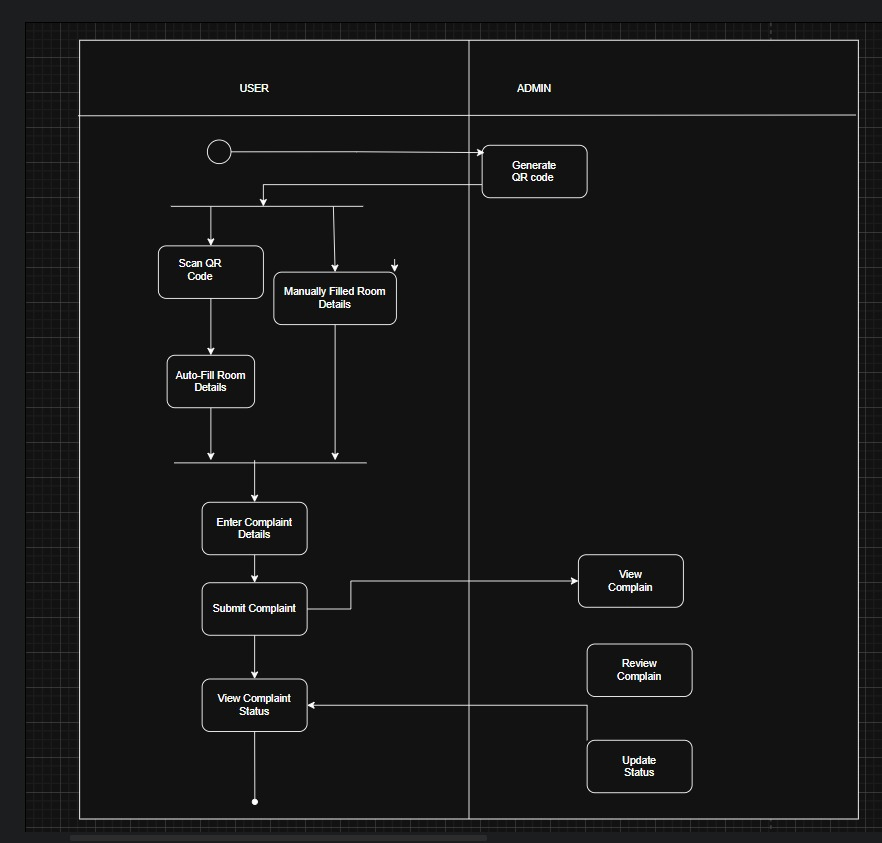 USER
ADMIN
Generate
QR code
Scan QR
Code
Manually Filled Room
Details
Auto-Fill Room
Details
Enter Complaint
Details
View
Complain
Submit Complaint
Review
Complain
View Complaint
Status
Update
Status